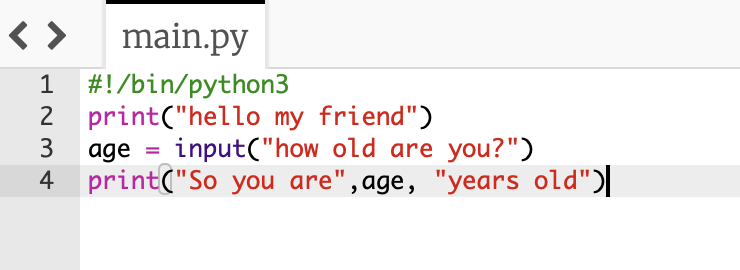 main.py
1 #!/bin/python3
2 print("hello my friend")
3 age = input("how old are you?")
4 print("So you are",age, "years old")